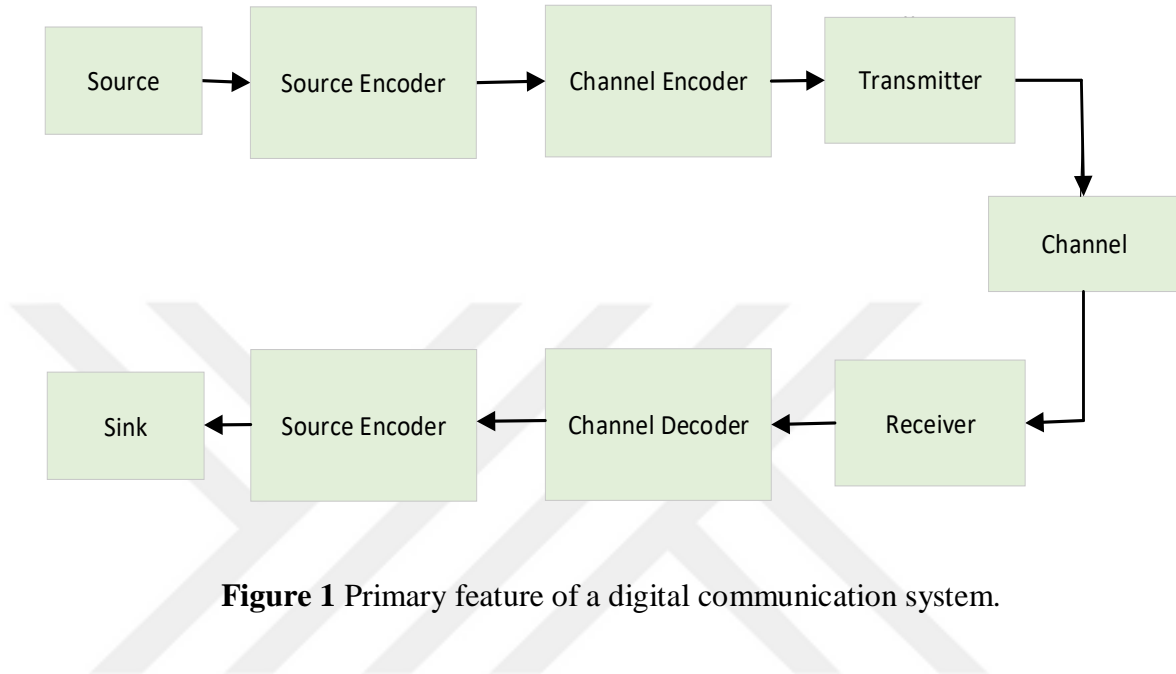 Source
Source Encoder
Channel Encoder
Transmitter
Channel
Receiver
Channel Decoder
Source Encoder
Sink
Figure 1 Primary feature of a digital communication system.